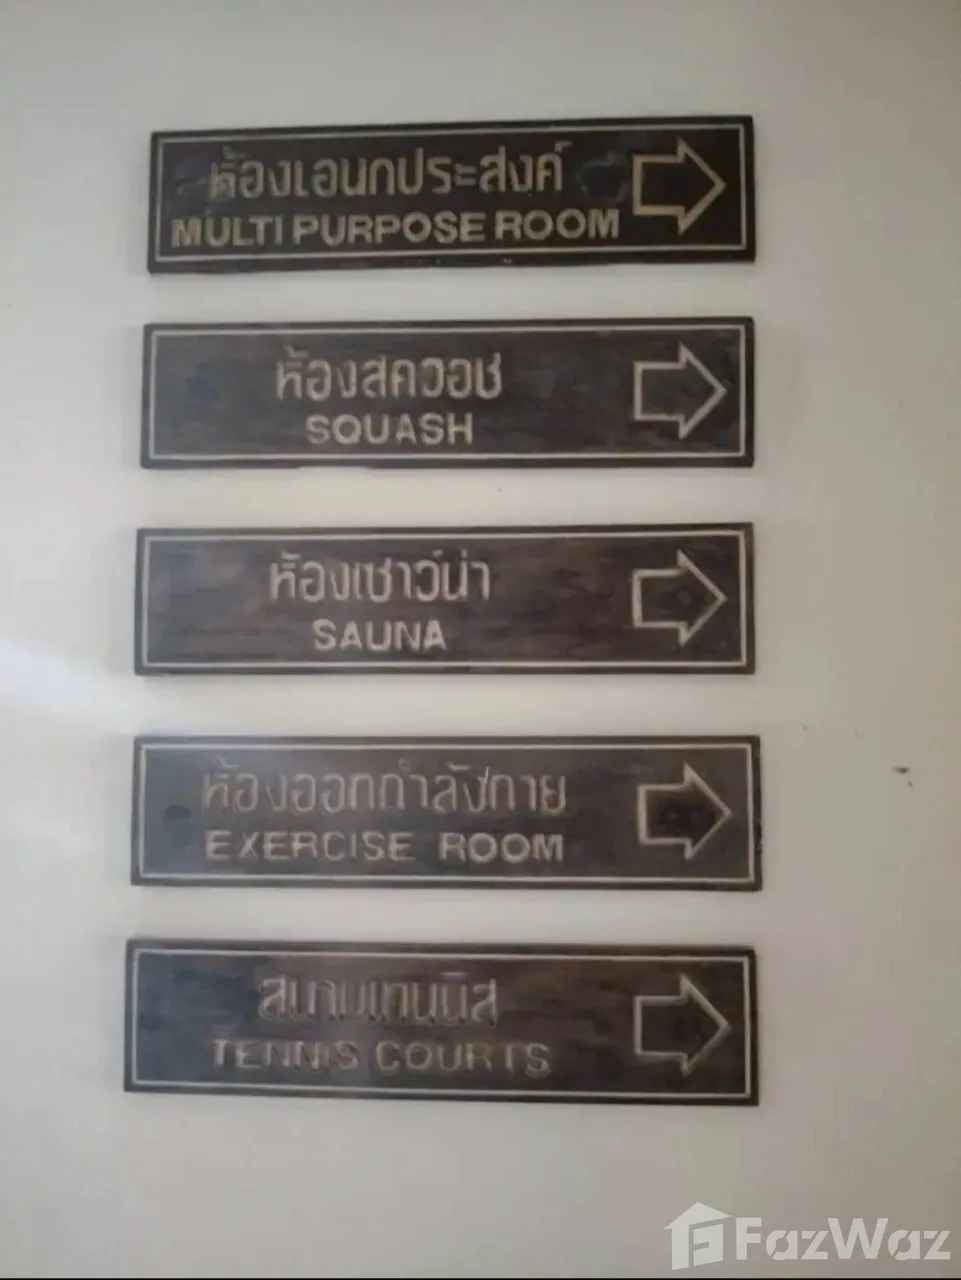 ห้องเอนกประสงค์
MULTI PURPOSE ROOM
ห้องสควอช
SQUASH
ห้องเซาว์น่า
SAUNA
ห้องออกกำลังกาย
EXERCISE ROOM
สนามเทนนิส
TENNIS COURTS
FazWaz